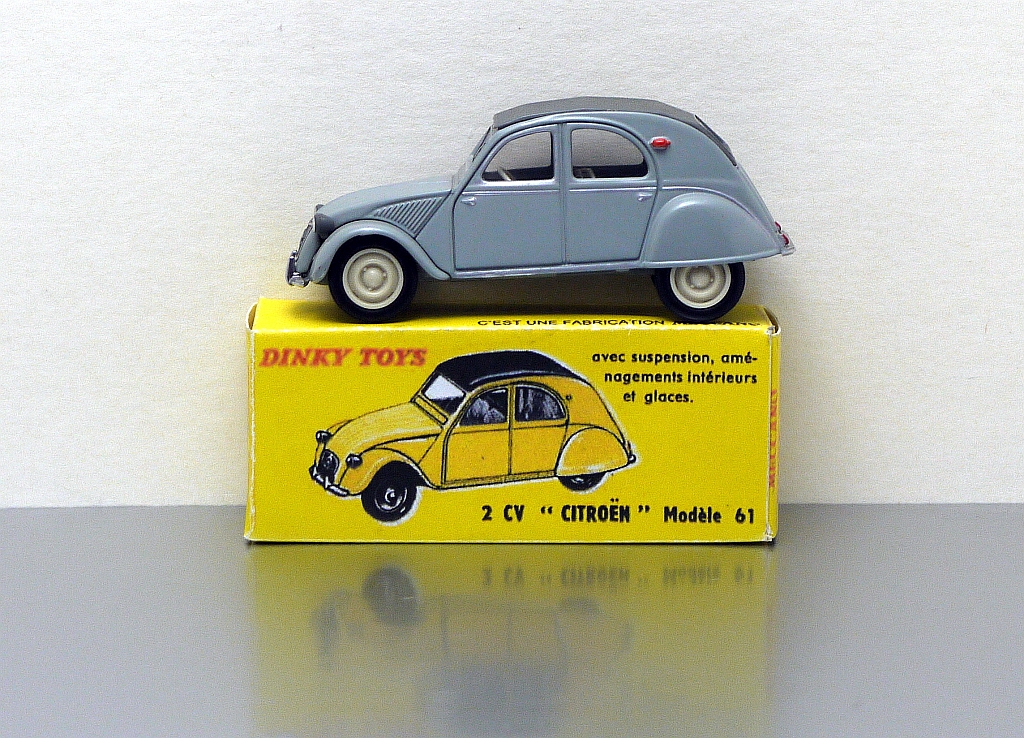 C'EST UNE FABRICATION
DINKY TOYS
avec suspension, amé-
nagements intérieurs
et glaces.
2 CV “ CITROËN ” Modèle 61